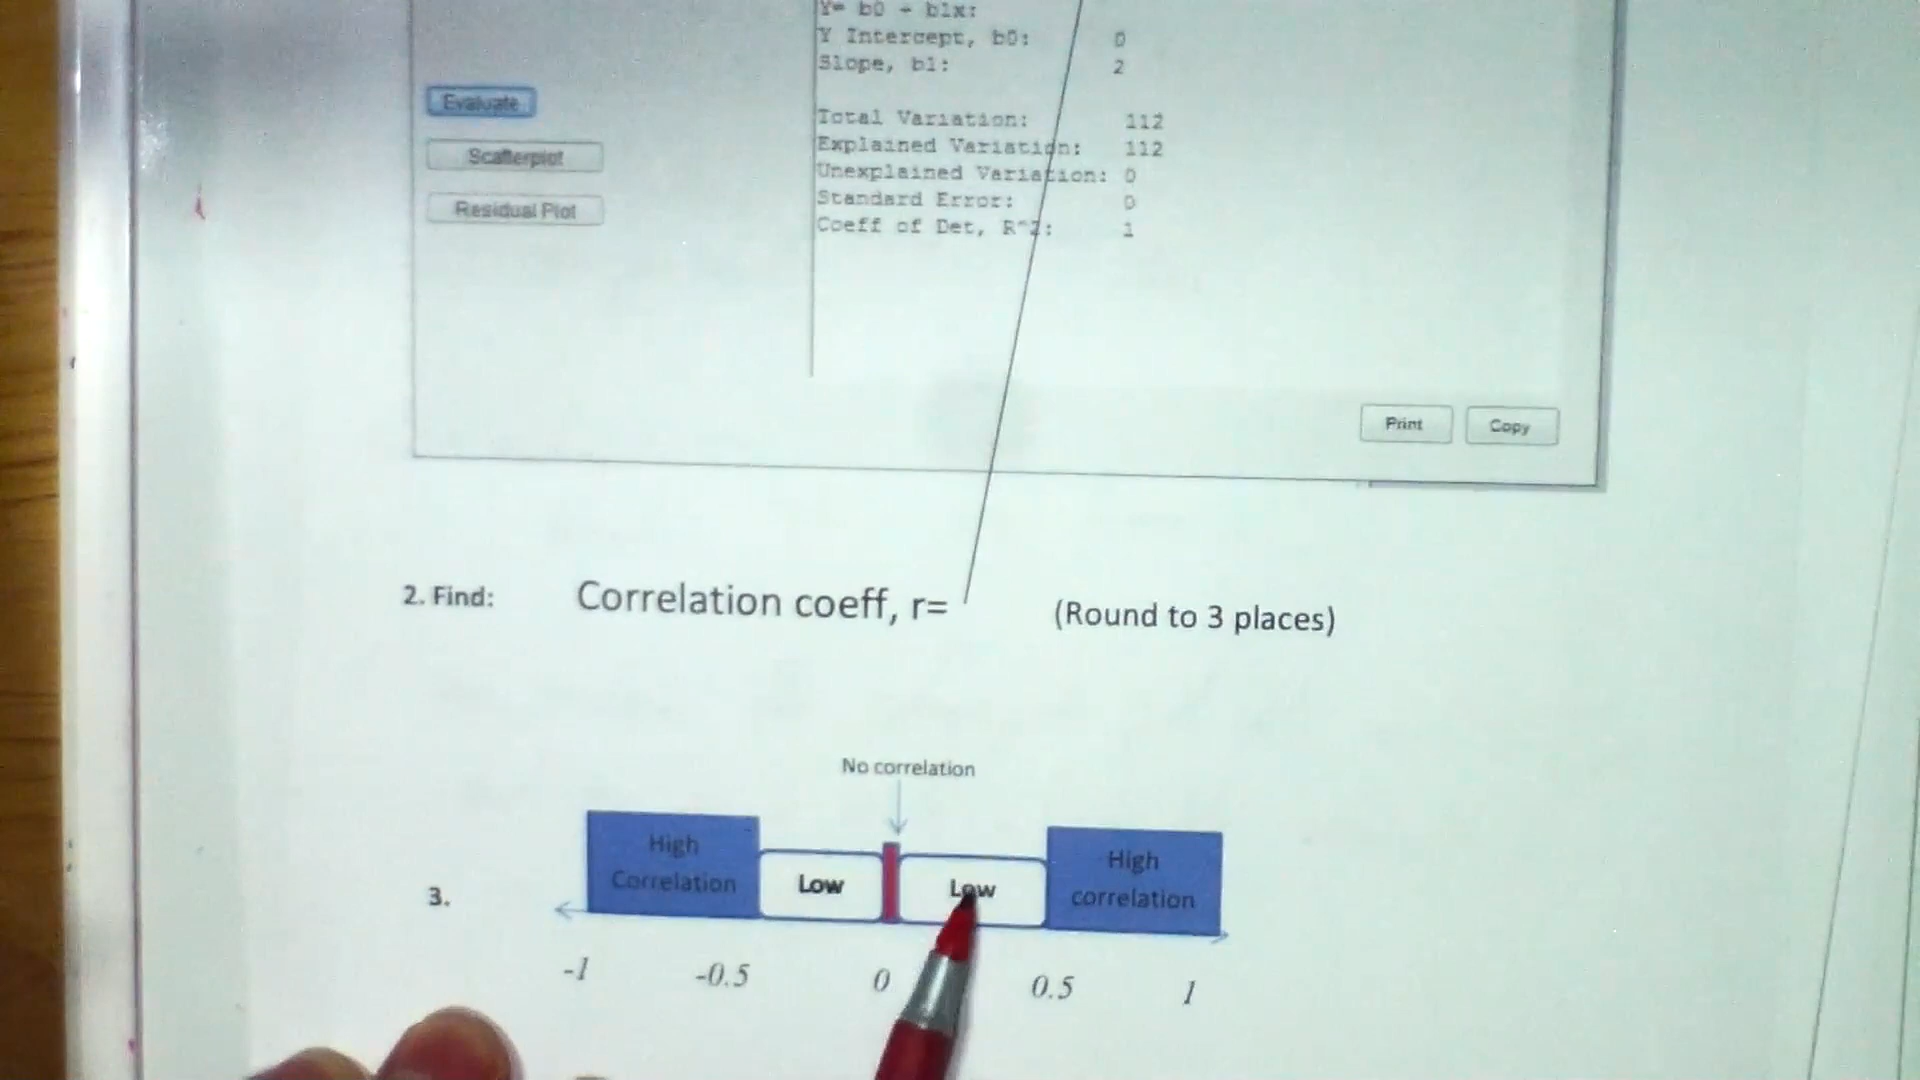 Y= b0 + b1x:
Y Intercept, b0: 0
Slope, b1: 2
Evaluate
Scatterplot
Residual Plot
Total Variation: 112
Explained Variation: 112
Unexplained Variation: 0
Standard Error: 0
Coeff of Det, R^2: 1
Print Copy
2. Find: Correlation coeff, r= (Round to 3 places)
No correlation
3.
High Correlation
Low
Low
High correlation
-1 -0.5 0 0.5 1